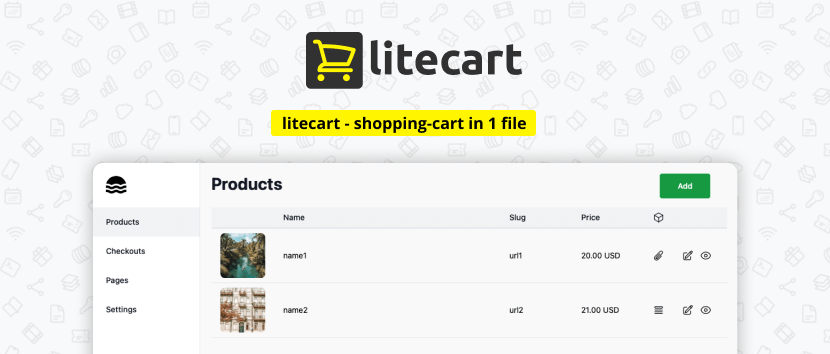 litecart
litecart - shopping-cart in 1 file
Products
Add
Products
Checkouts
Pages
Settings
Name Slug Price
name1 url1 20.00 USD
name2 url2 21.00 USD